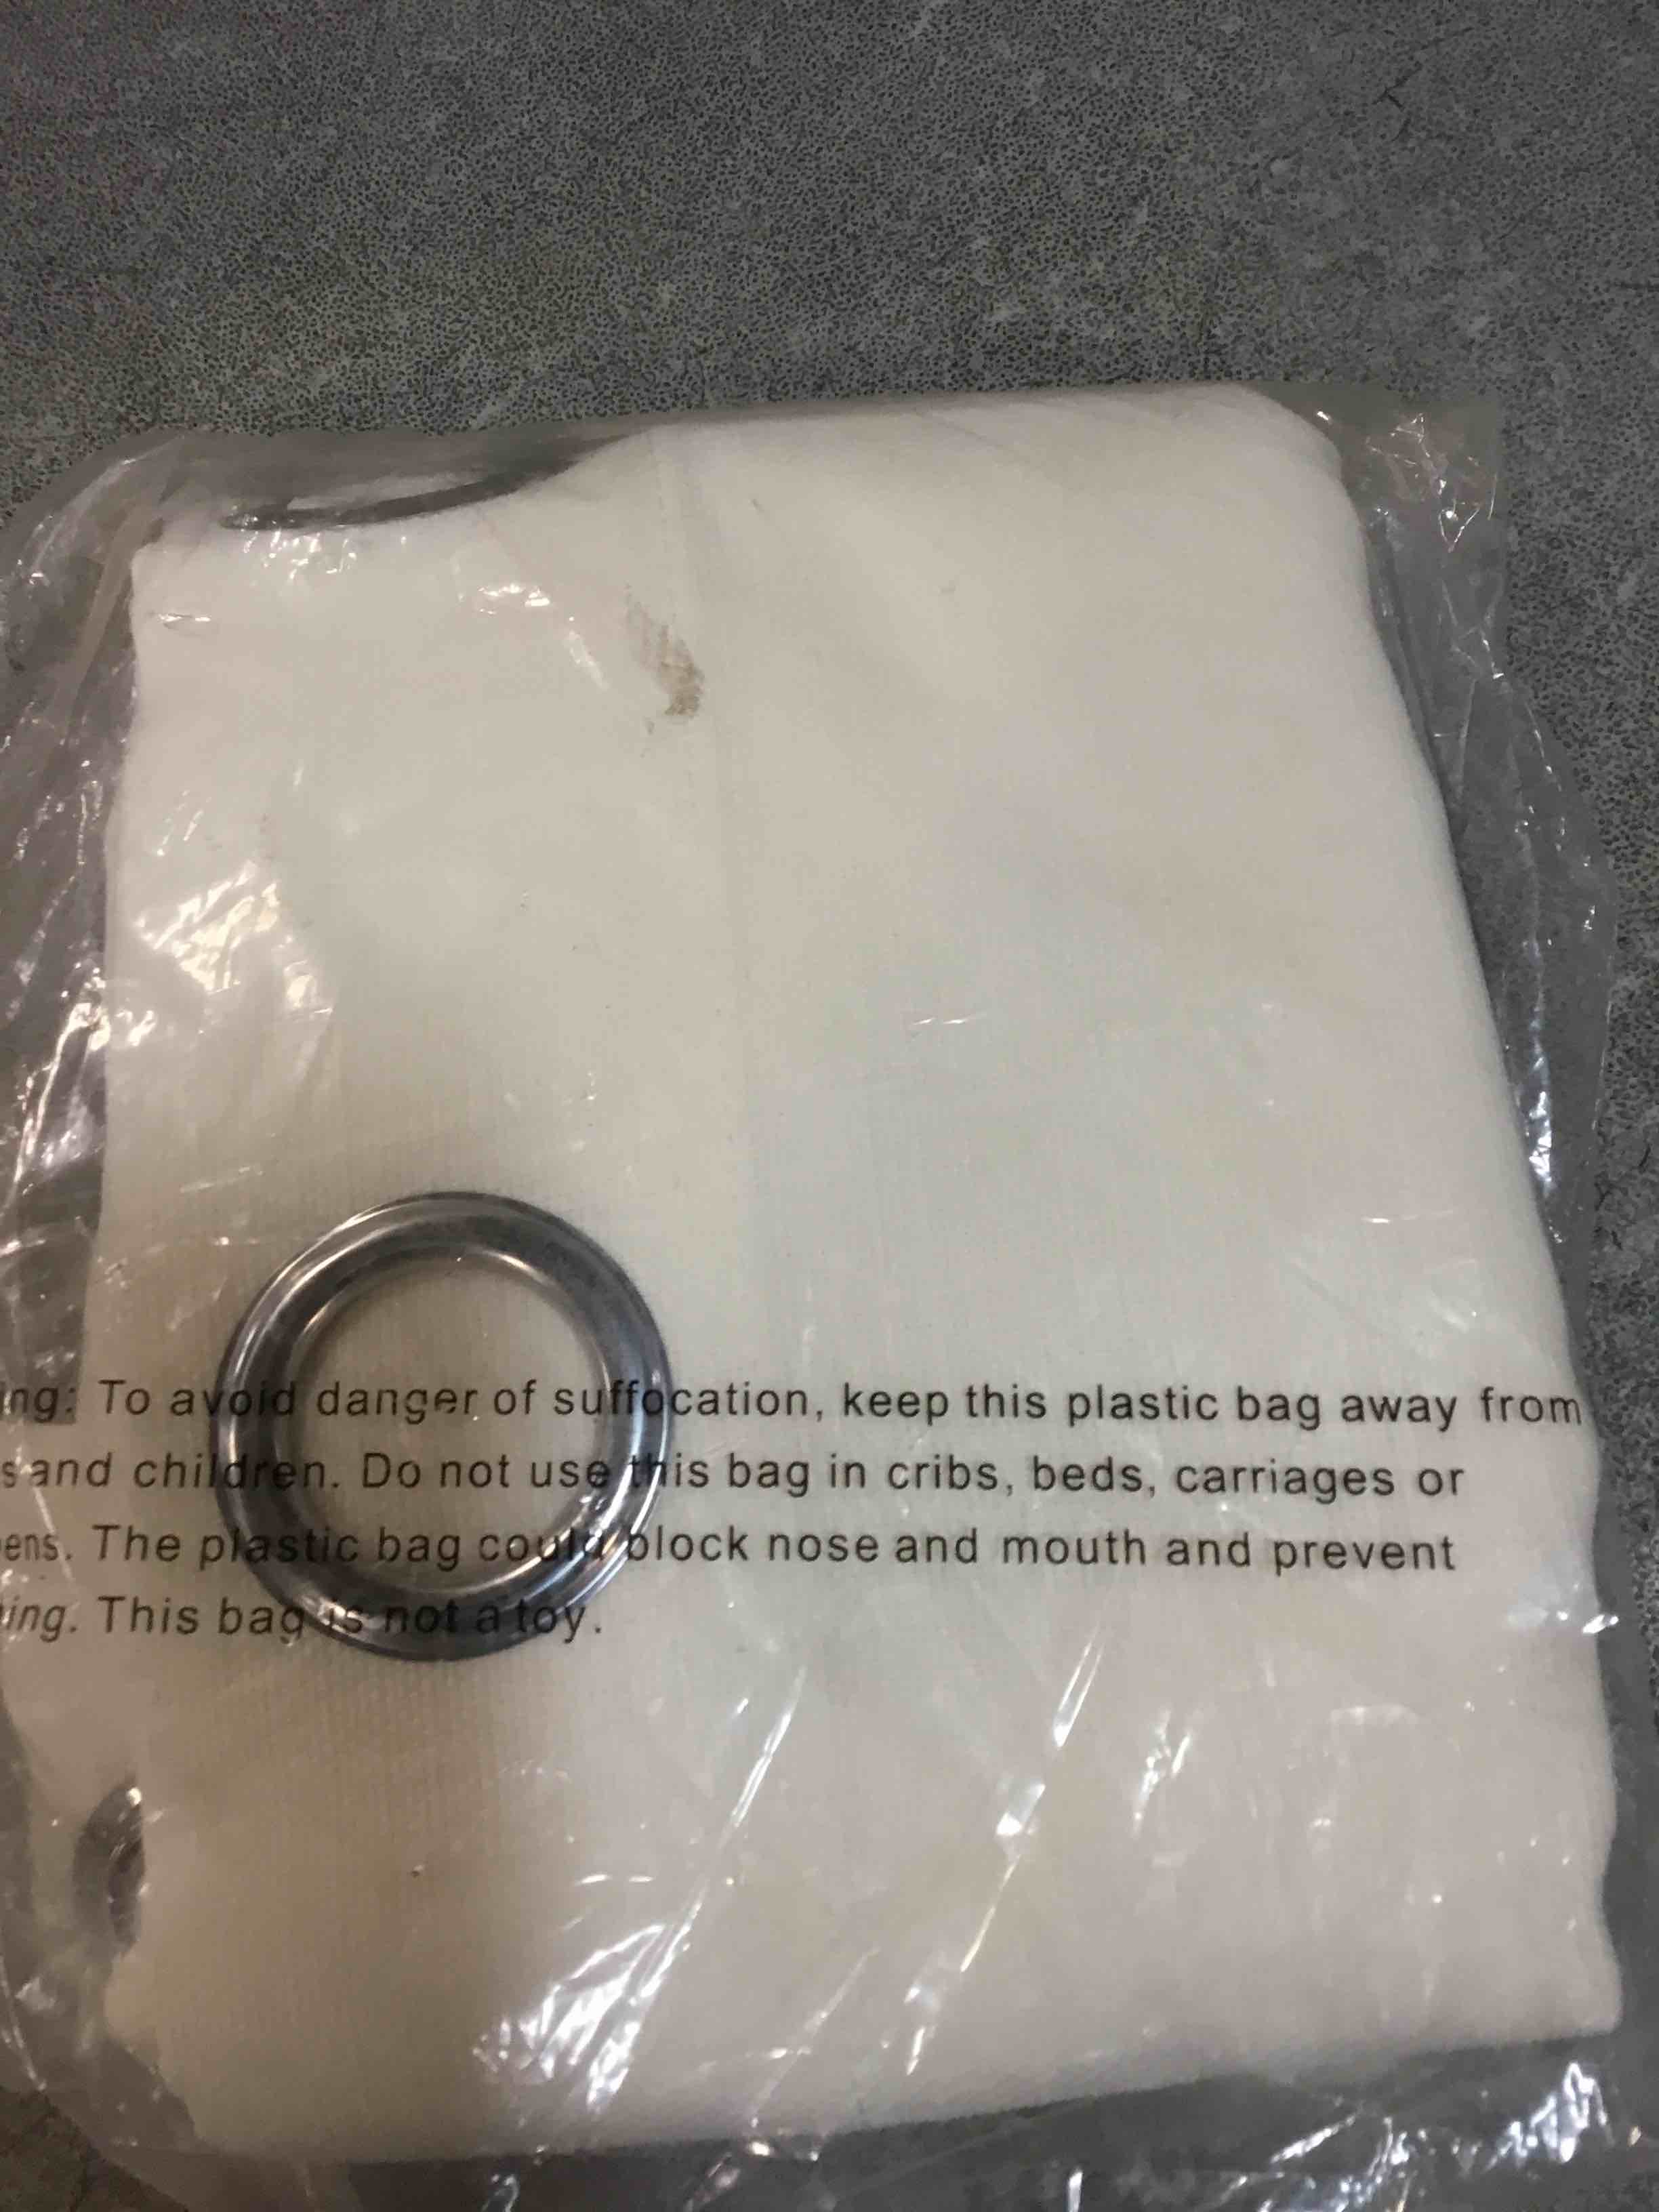 ng: To avoid danger of suffocation, keep this plastic bag away from
s and children. Do not use this bag in cribs, beds, carriages or
ens. The plastic bag could block nose and mouth and prevent
ing. This bag is not a toy.